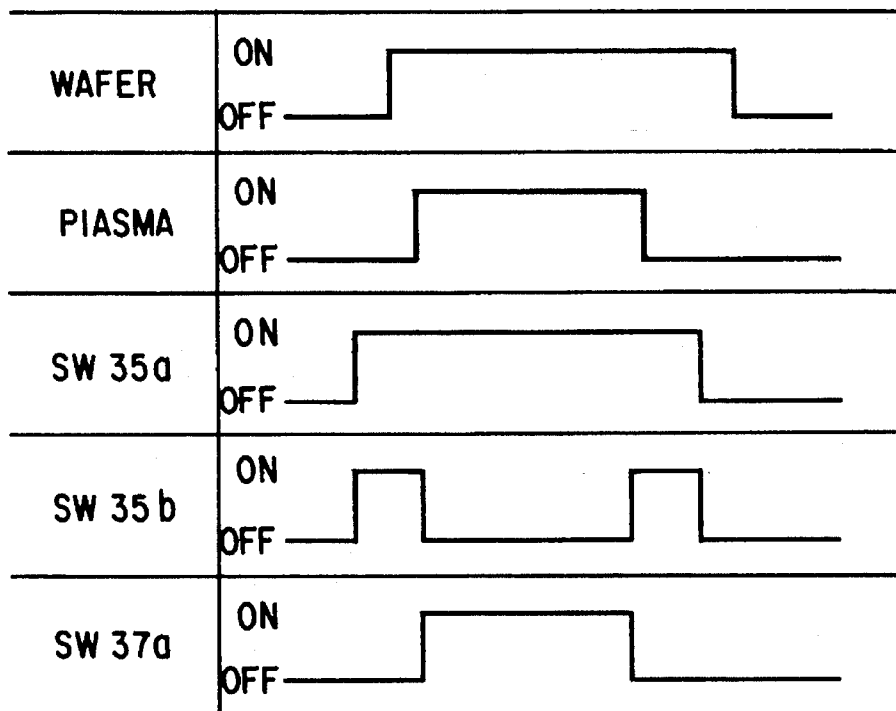 WAFER ON
OFF
PIASMA ON
OFF
SW 35a ON
OFF
SW 35b ON
OFF
SW 37a ON
OFF